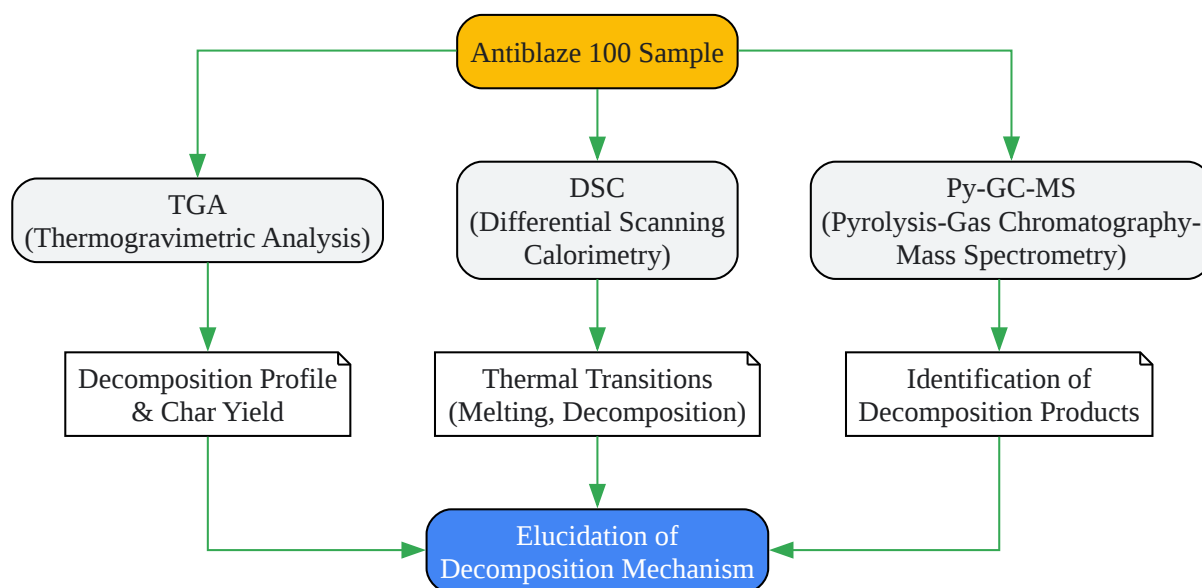 Antiblaze 100 Sample
TGA
(Thermogravimetric Analysis)
DSC
(Differential Scanning
Calorimetry)
Py-GC-MS
(Pyrolysis-Gas Chromatography-
Mass Spectrometry)
Decomposition Profile
& Char Yield
Thermal Transitions
(Melting, Decomposition)
Identification of
Decomposition Products
Elucidation of
Decomposition Mechanism